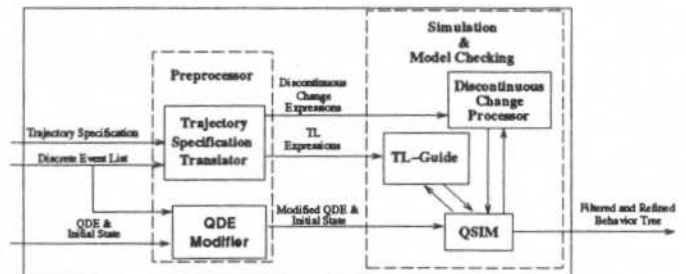 Simulation
&
Model Checking
Preprocessor
Discontinuous
Change
Expressions
Discontinuous
Change
Processor
Trajectory
Specification
Translator
Trajectory Specification
TL
Expressions
TL-Guide
Discrete Event List
QDE &
Initial State
QDE
Modifier
Modified QDE &
Initial State
QSIM
Filtered and Refined
Behavior Tree